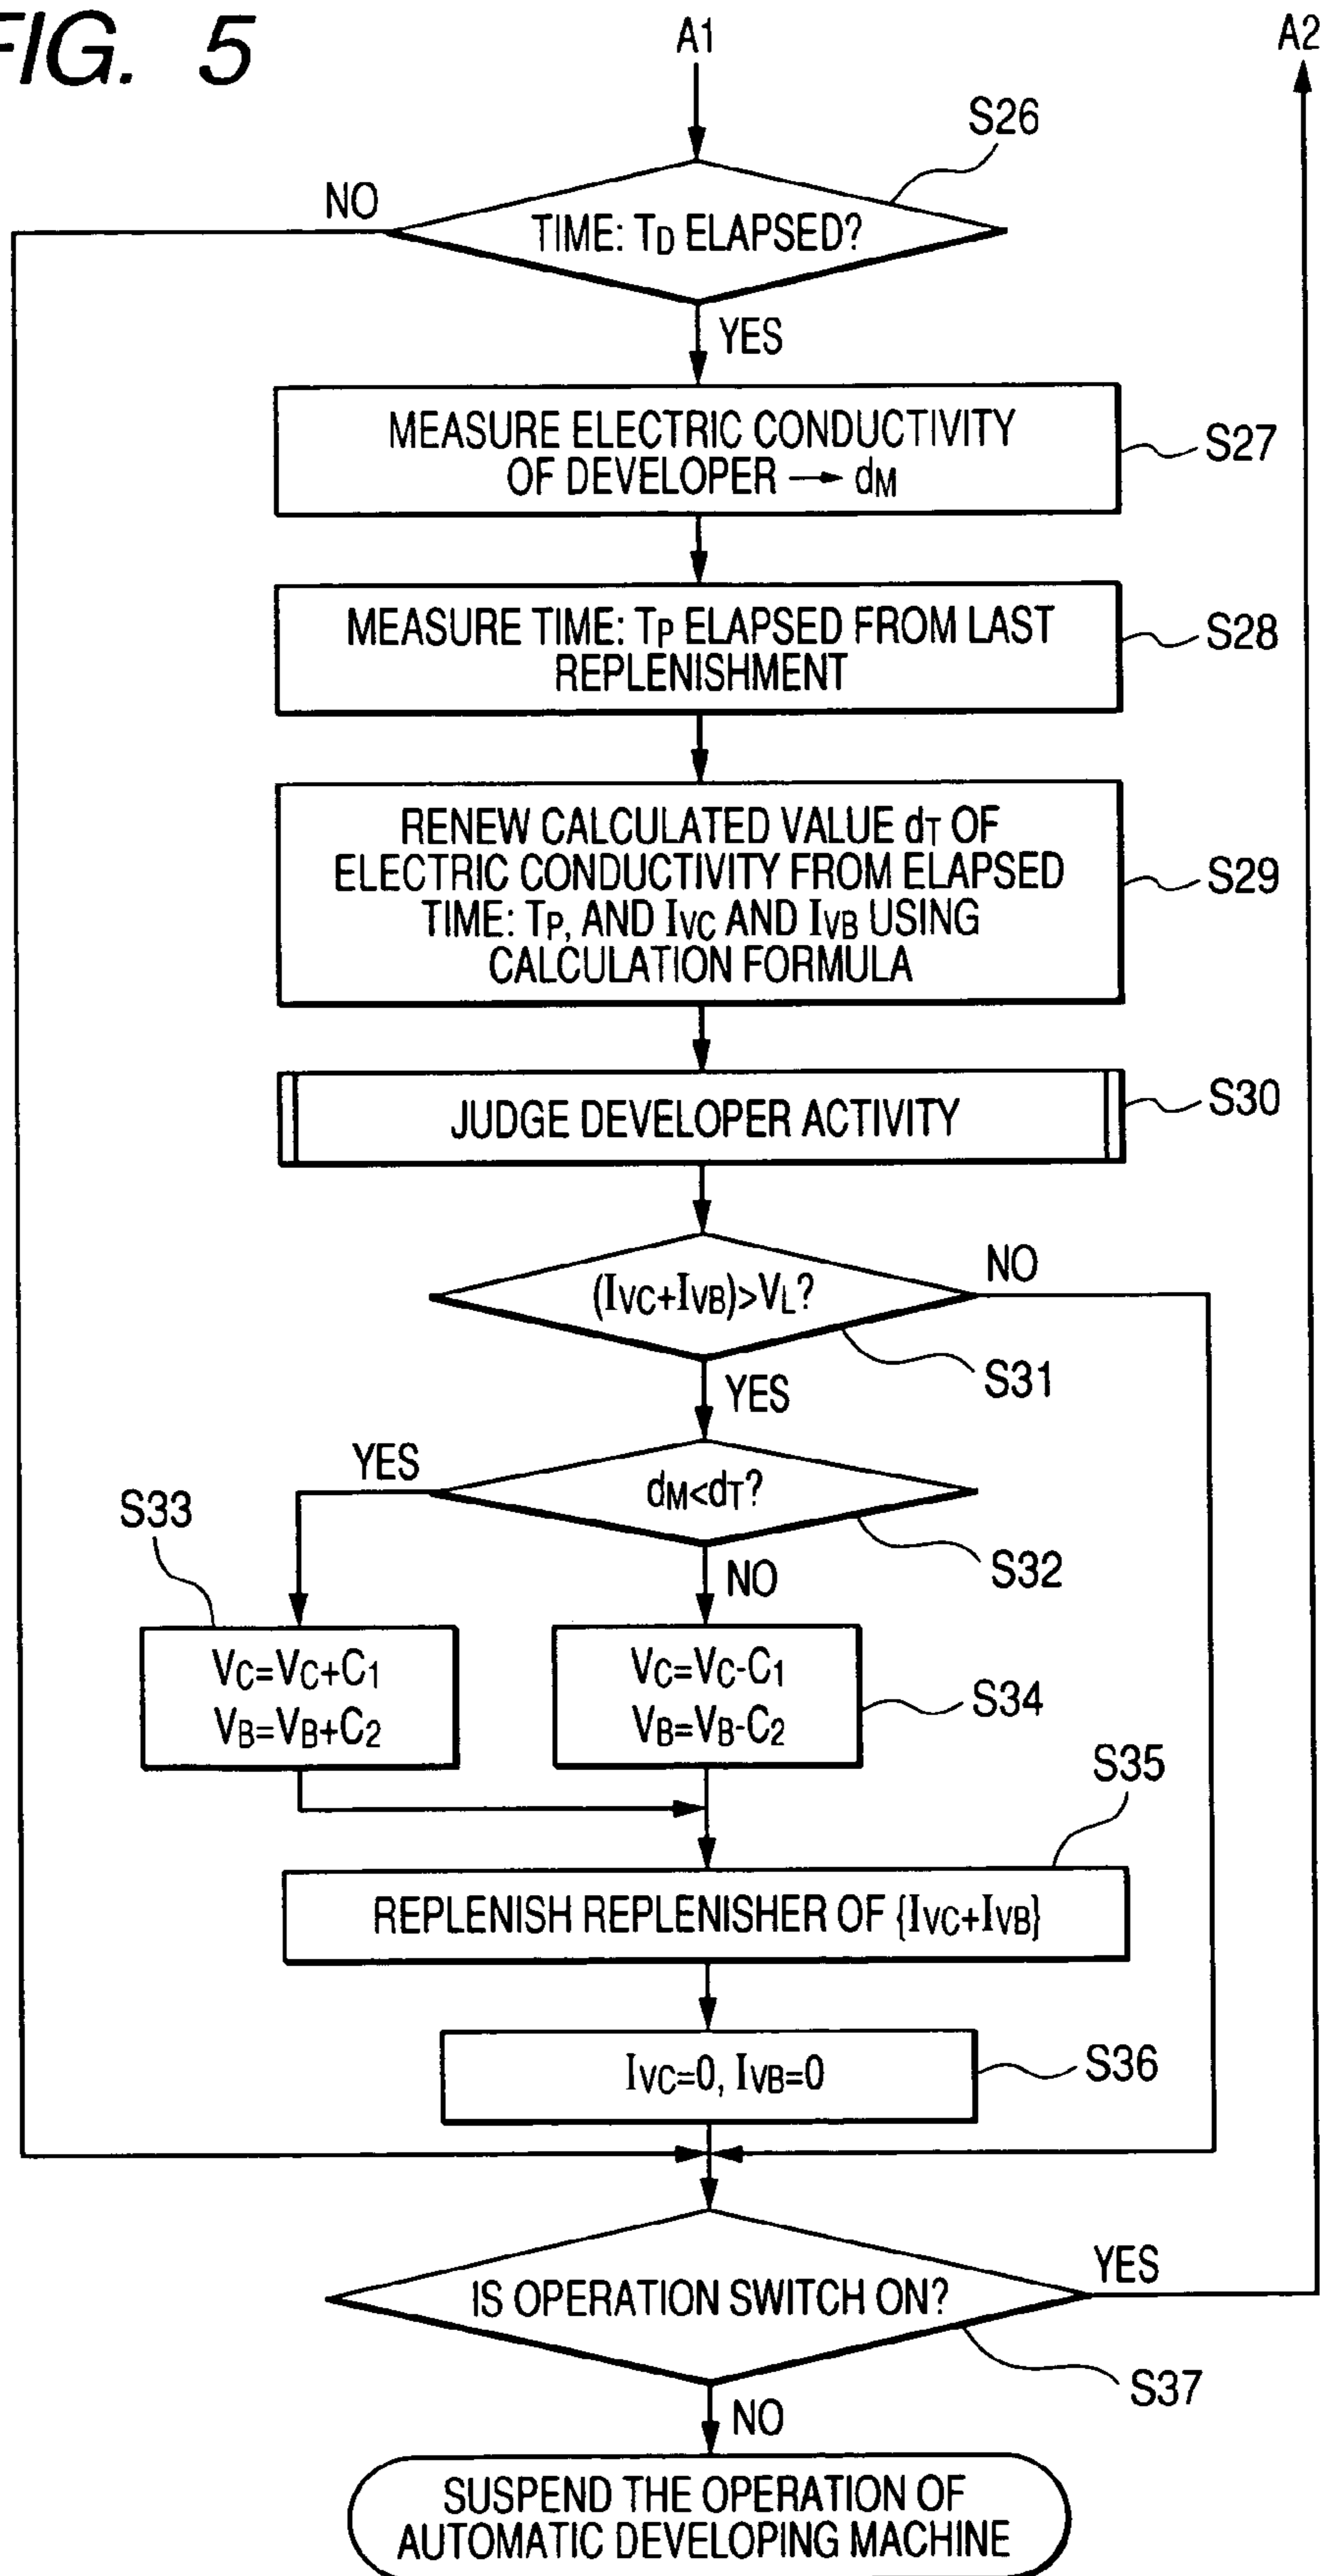 FIG. 5
A1
A2
S26
NO
TIME: TD ELAPSED?
YES
MEASURE ELECTRIC CONDUCTIVITY
OF DEVELOPER → dM
S27
MEASURE TIME: TP ELAPSED FROM LAST
REPLENISHMENT
S28
RENEW CALCULATED VALUE dT OF
ELECTRIC CONDUCTIVITY FROM ELAPSED
TIME: TP, AND IVC AND IVB USING
CALCULATION FORMULA
S29
JUDGE DEVELOPER ACTIVITY
S30
(IVC+IVB)>VL?
NO
S31
YES
YES
dM<dT?
S32
S33
NO
VC=VC+C1
VB=VB+C2
VC=VC-C1
VB=VB-C2
S34
S35
REPLENISH REPLENISHER OF {IVC+IVB}
IVC=0, IVB=0
S36
IS OPERATION SWITCH ON?
YES
S37
NO
SUSPEND THE OPERATION OF
AUTOMATIC DEVELOPING MACHINE